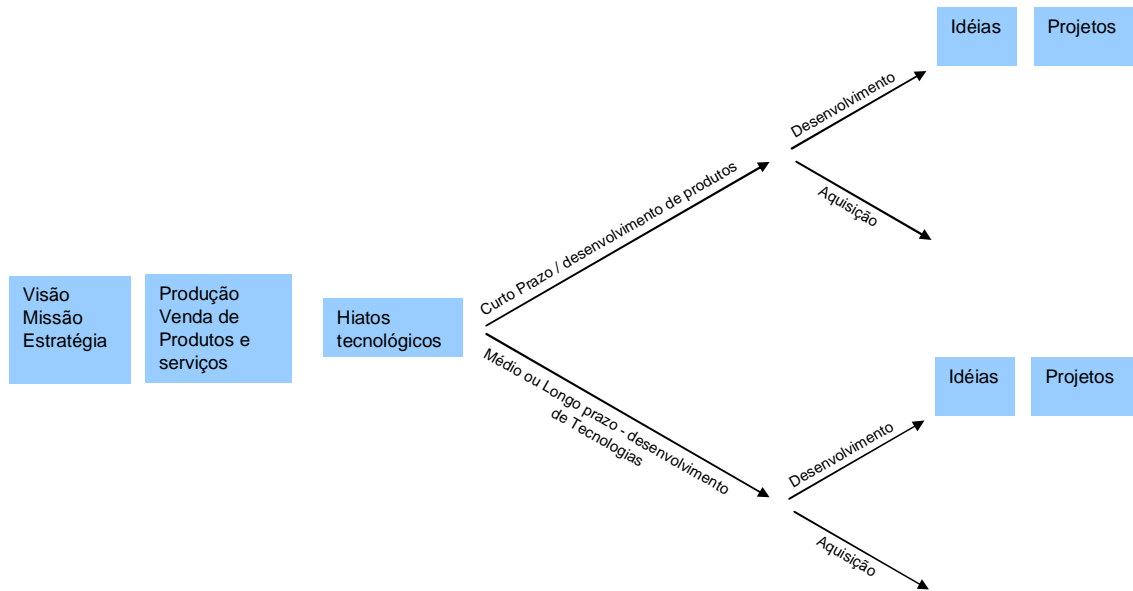 Visão
Missão
Estratégia
Produção
Venda de
Produtos e
serviços
Hiatos
tecnológicos
Curto Prazo / desenvolvimento de produtos
Desenvolvimento
Idéias
Projetos
Aquisição
Médio ou Longo prazo - desenvolvimento
de Tecnologias
Desenvolvimento
Idéias
Projetos
Aquisição